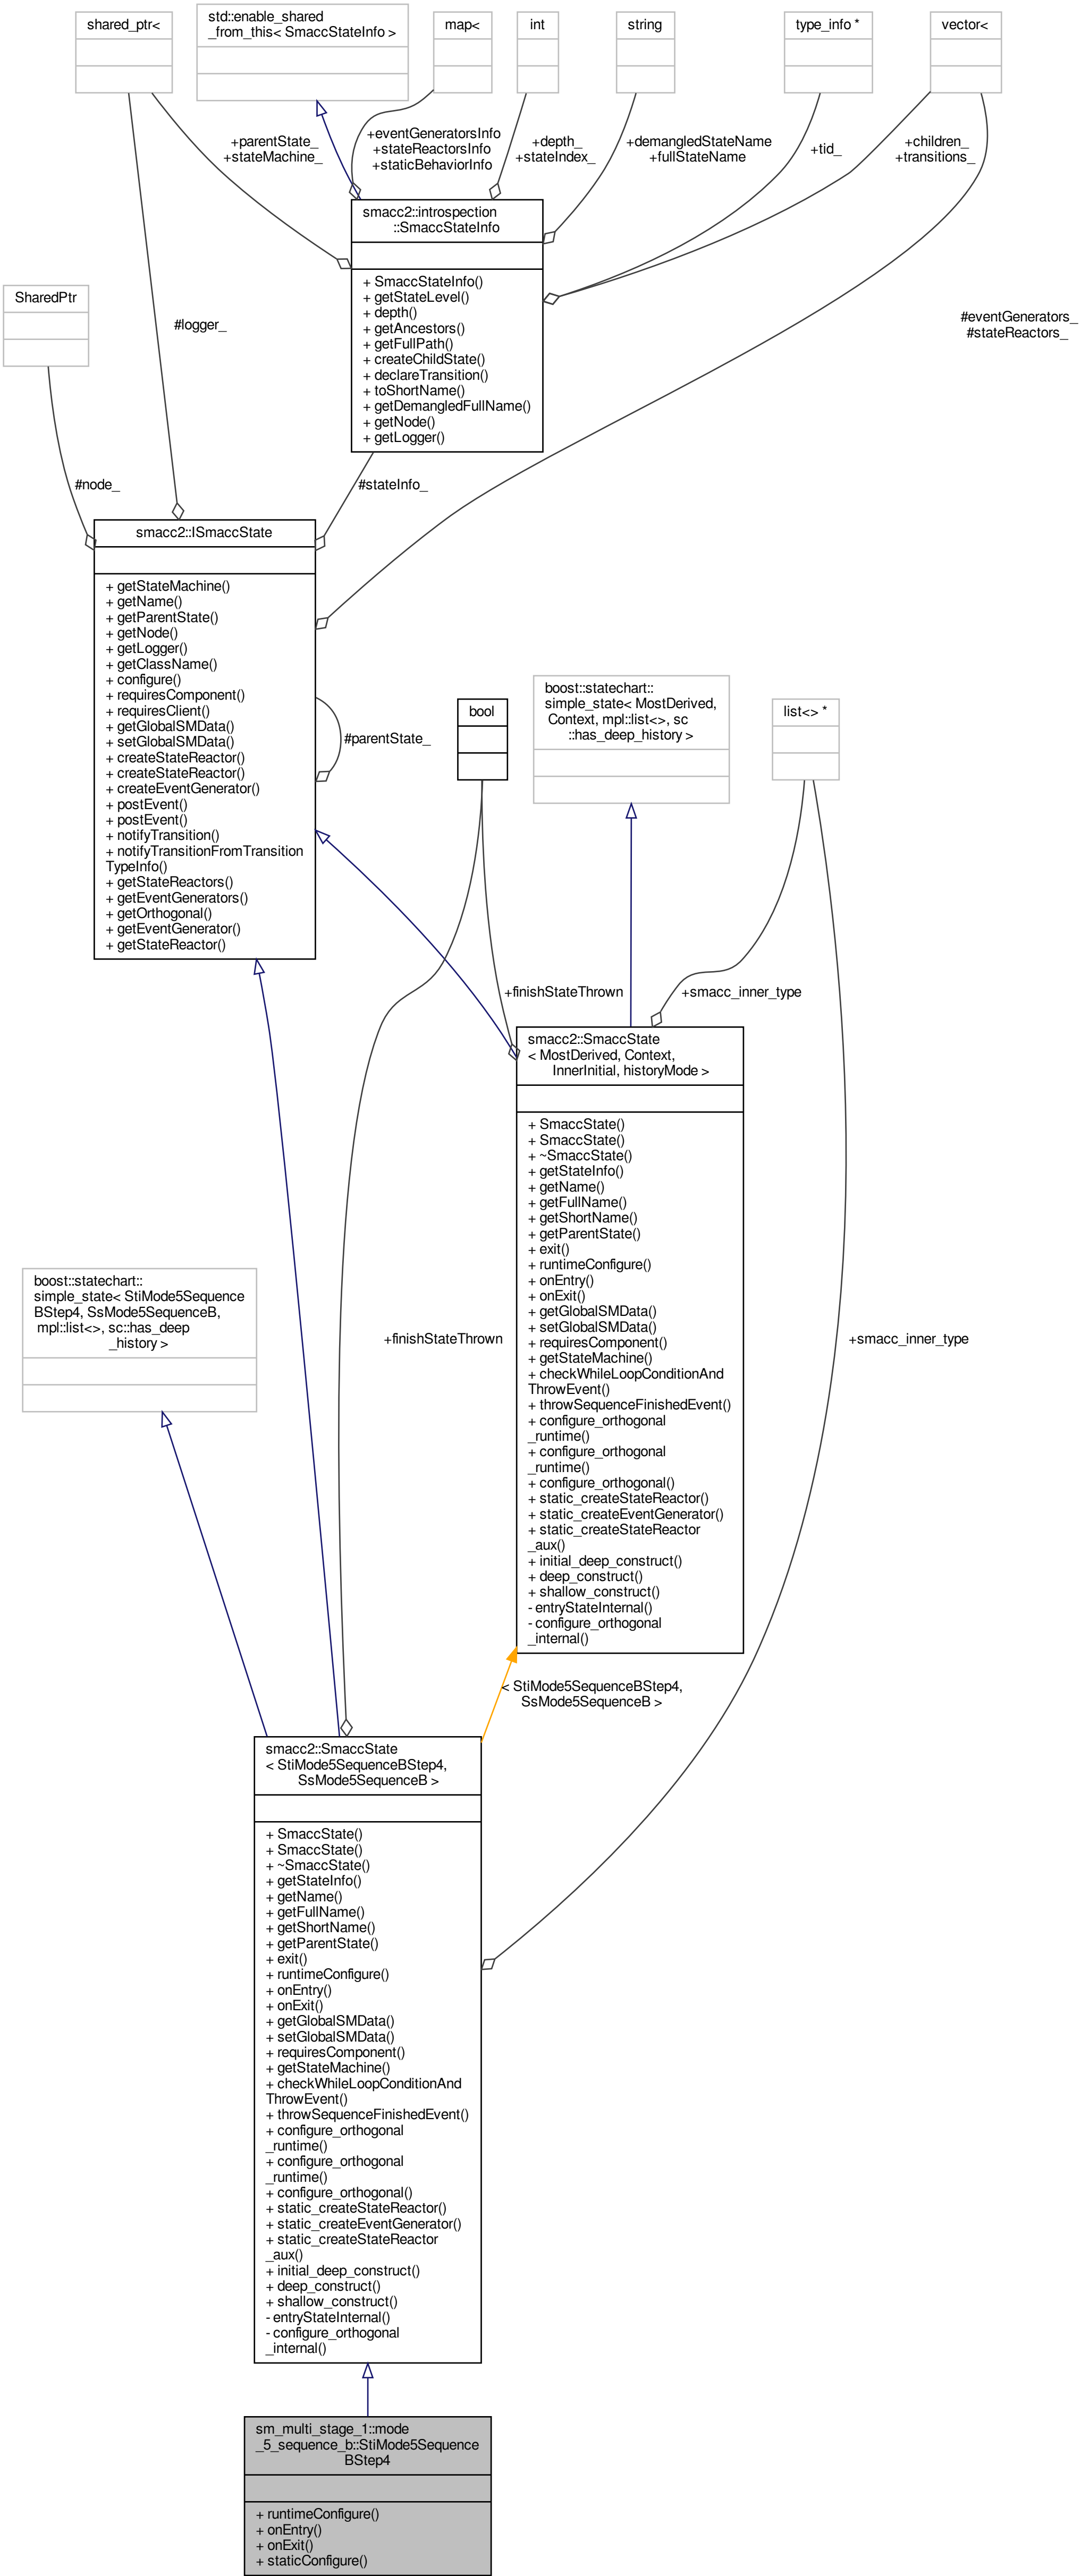 shared_ptr<
std::enable_shared
_from_this< SmaccStateInfo >
map<
int
string
type_info *
vector<
+parentState_
+stateMachine_
+eventGeneratorsInfo
+stateReactorsInfo
+staticBehaviorInfo
+depth_
+stateIndex_
+demangledStateName
+fullStateName
+tid_
+children_
+transitions_
smacc2::introspection
::SmaccStateInfo
+ SmaccStateInfo()
+ getStateLevel()
+ depth()
+ getAncestors()
+ getFullPath()
+ createChildState()
+ declareTransition()
+ toShortName()
+ getDemangledFullName()
+ getNode()
+ getLogger()
SharedPtr
#logger_
#eventGenerators_
#stateReactors_
#node_
#stateInfo_
smacc2::ISmaccState
+ getStateMachine()
+ getName()
+ getParentState()
+ getNode()
+ getLogger()
+ getClassName()
+ configure()
+ requiresComponent()
+ requiresClient()
+ getGlobalSMData()
+ setGlobalSMData()
+ createStateReactor()
+ createStateReactor()
+ createEventGenerator()
+ postEvent()
+ postEvent()
+ notifyTransition()
+ notifyTransitionFromTransition
TypeInfo()
+ getStateReactors()
+ getEventGenerators()
+ getOrthogonal()
+ getEventGenerator()
+ getStateReactor()
#parentState_
bool
boost::statechart::
simple_state< MostDerived,
Context, mpl::list<>, sc
::has_deep_history >
list<> *
+finishStateThrown
+smacc_inner_type
smacc2::SmaccState
< MostDerived, Context,
InnerInitial, historyMode >
+ SmaccState()
+ SmaccState()
+ ~SmaccState()
+ getStateInfo()
+ getName()
+ getFullName()
+ getShortName()
+ getParentState()
+ exit()
+ runtimeConfigure()
+ onEntry()
+ onExit()
+ getGlobalSMData()
+ setGlobalSMData()
+ requiresComponent()
+ getStateMachine()
+ checkWhileLoopConditionAnd
ThrowEvent()
+ throwSequenceFinishedEvent()
+ configure_orthogonal
_runtime()
+ configure_orthogonal
_runtime()
+ configure_orthogonal()
+ static_createStateReactor()
+ static_createEventGenerator()
+ static_createStateReactor
_aux()
+ initial_deep_construct()
+ deep_construct()
+ shallow_construct()
- entryStateInternal()
- configure_orthogonal
_internal()
boost::statechart::
simple_state< StiMode5Sequence
BStep4, SsMode5SequenceB,
mpl::list<>, sc::has_deep
_history >
+finishStateThrown
+smacc_inner_type
< StiMode5SequenceBStep4,
SsMode5SequenceB >
smacc2::SmaccState
< StiMode5SequenceBStep4,
SsMode5SequenceB >
+ SmaccState()
+ SmaccState()
+ ~SmaccState()
+ getStateInfo()
+ getName()
+ getFullName()
+ getShortName()
+ getParentState()
+ exit()
+ runtimeConfigure()
+ onEntry()
+ onExit()
+ getGlobalSMData()
+ setGlobalSMData()
+ requiresComponent()
+ getStateMachine()
+ checkWhileLoopConditionAnd
ThrowEvent()
+ throwSequenceFinishedEvent()
+ configure_orthogonal
_runtime()
+ configure_orthogonal
_runtime()
+ configure_orthogonal()
+ static_createStateReactor()
+ static_createEventGenerator()
+ static_createStateReactor
_aux()
+ initial_deep_construct()
+ deep_construct()
+ shallow_construct()
- entryStateInternal()
- configure_orthogonal
_internal()
sm_multi_stage_1::mode
_5_sequence_b::StiMode5Sequence
BStep4
+ runtimeConfigure()
+ onEntry()
+ onExit()
+ staticConfigure()